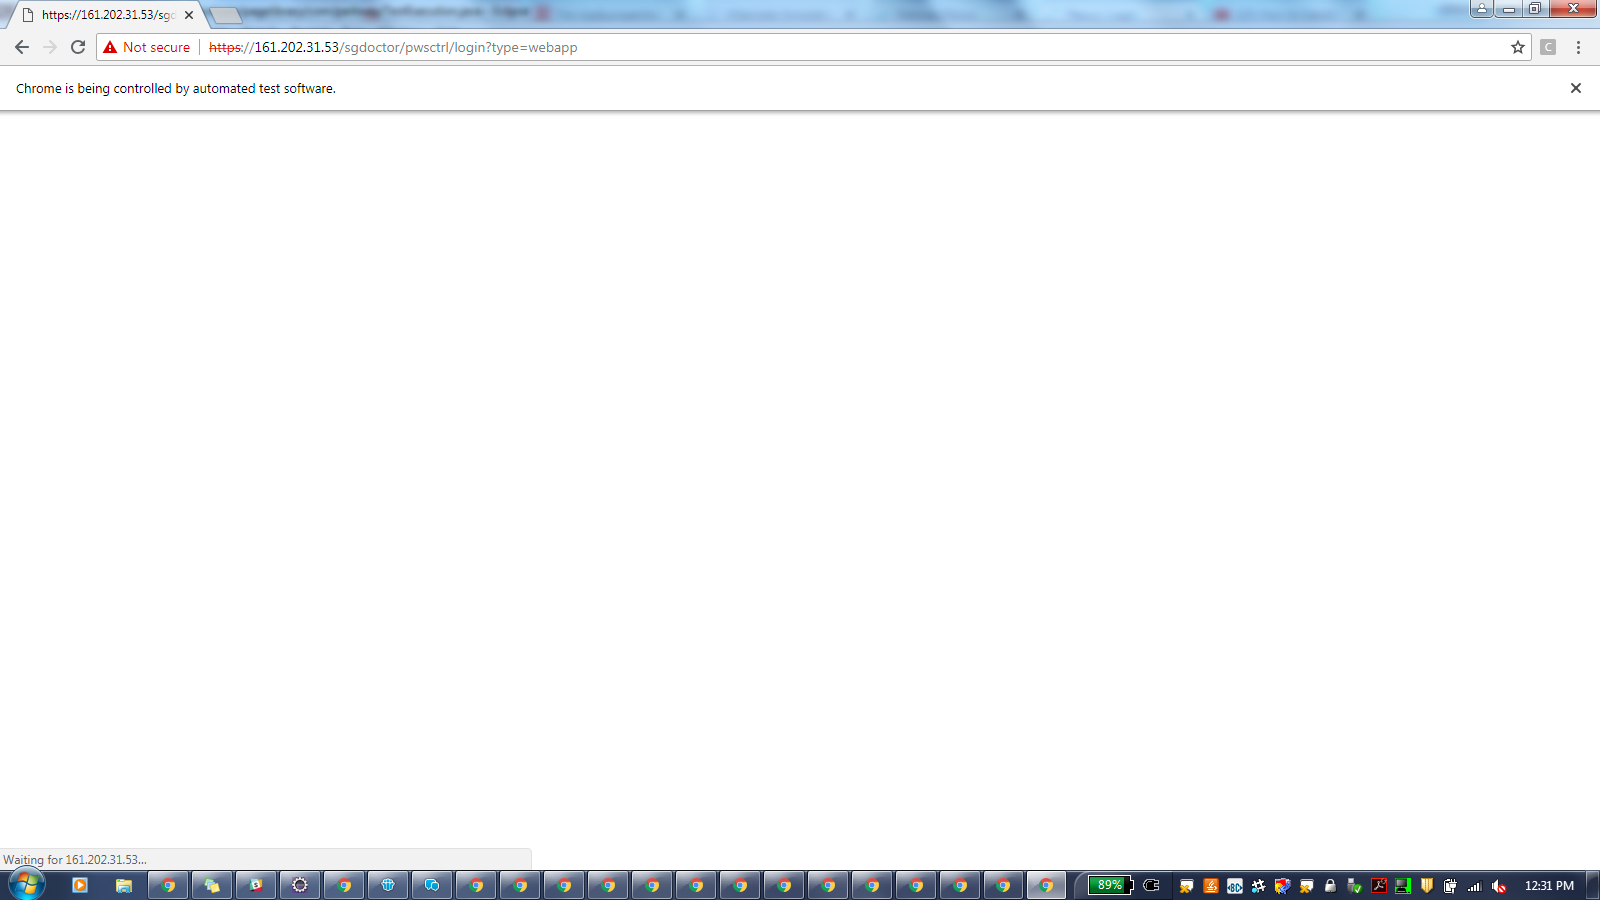 https://161.202.31.53/sgd
Not secure https://161.202.31.53/sgdoctor/pwsctrl/login?type=webapp
C
Chrome is being controlled by automated test software.
Waiting for 161.202.31.53...
89%
12:31 PM